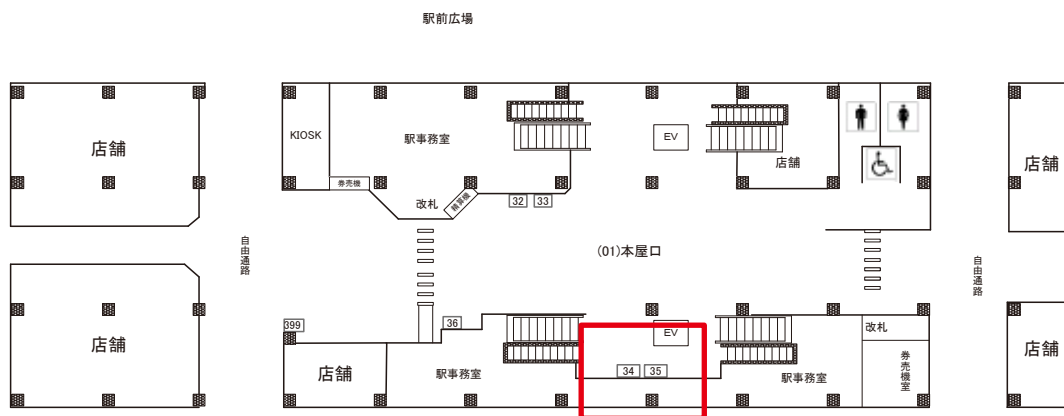 駅前広場
店舗
KIOSK
駅事務室
EV
店舗
店舗
券売機
改札
精算機
32
33
自由通路
(01)本屋口
自由通路
399
36
EV
改札
店舗
店舗
駅事務室
34
35
駅事務室
券売機室
店舗